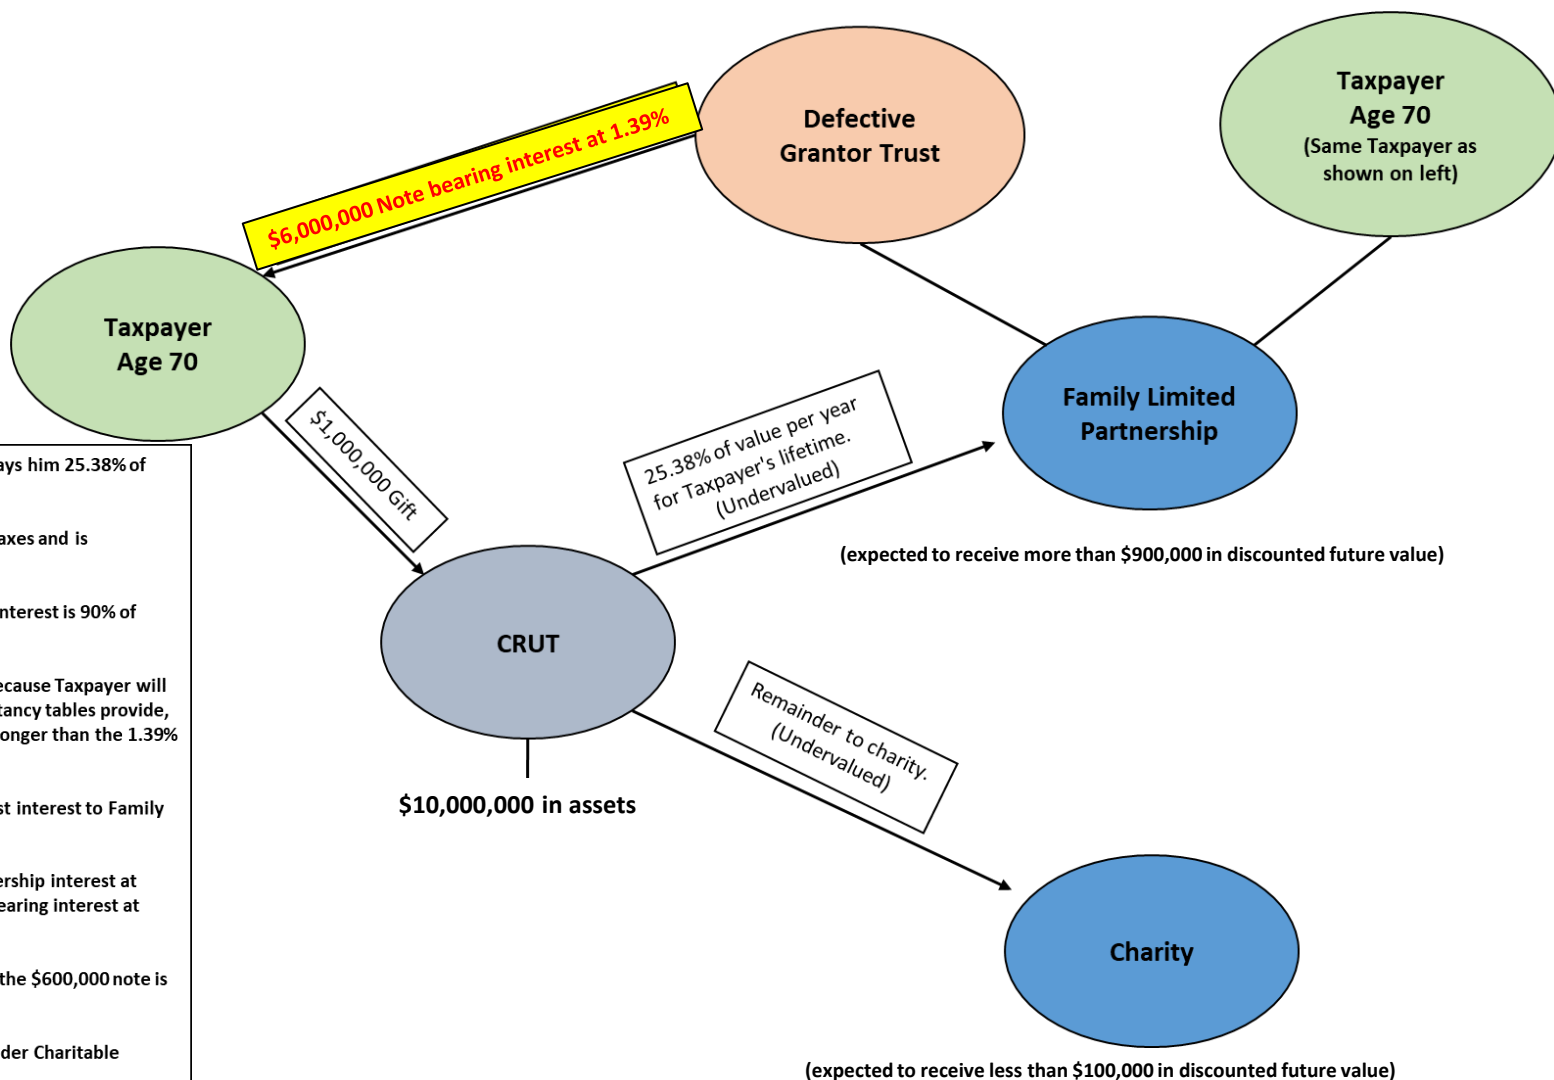 Defective
Grantor Trust
Taxpayer
Age 70
(Same Taxpayer as
shown on left)
$6,000,000 Note bearing interest at 1.39%
Taxpayer
Age 70
Family Limited
Partnership
$1,000,000 Gift
25.38% of value per year
for Taxpayer's lifetime.
(Undervalued)
(expected to receive more than $900,000 in discounted future value)
CRUT
$10,000,000 in assets
Remainder to charity.
(Undervalued)
Charity
(expected to receive less than $100,000 in discounted future value)
ays him 25.38% of
axes and is
nterest is 90% of
ecause Taxpayer will
tancy tables provide,
onger than the 1.39%
st interest to Family
ership interest at
earing interest at
the $600,000 note is
der Charitable